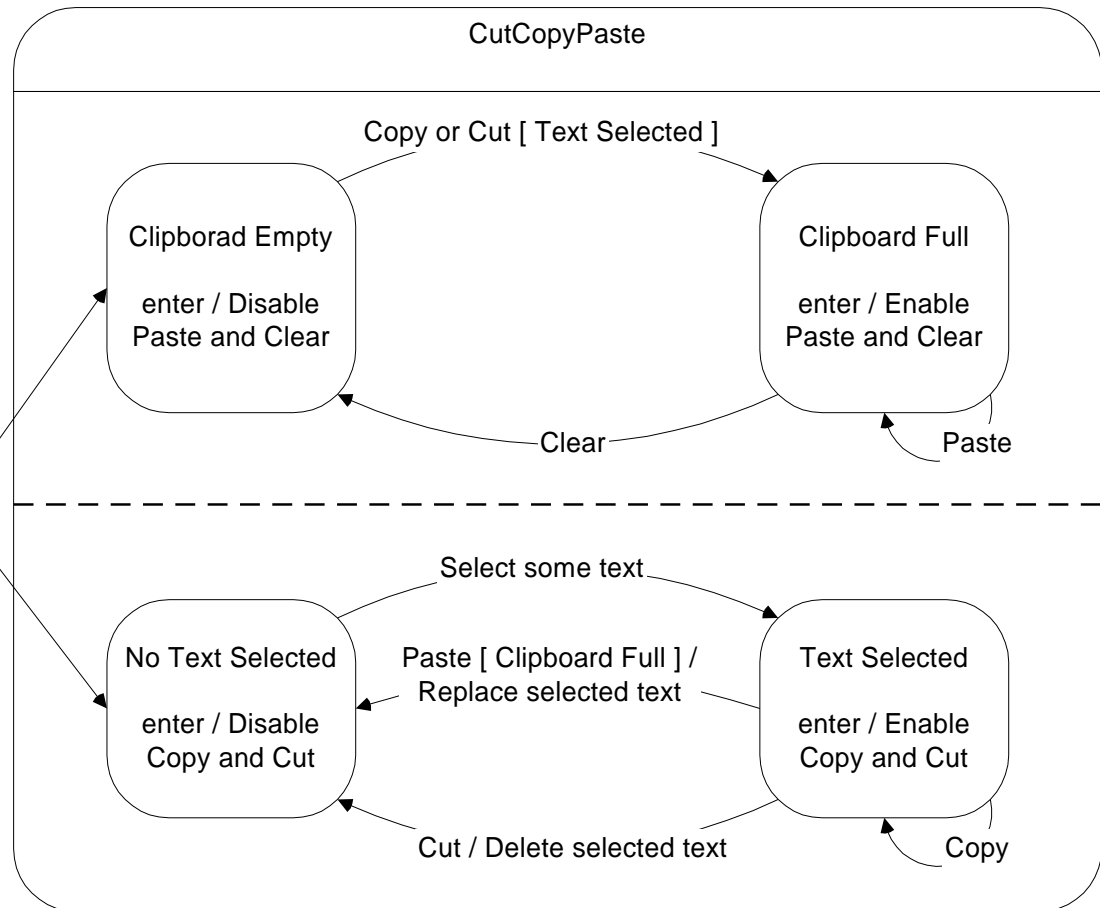 CutCopyPaste
Copy or Cut [ Text Selected ]
Clipborad Empty
enter / Disable
Paste and Clear
Clipboard Full
enter / Enable
Paste and Clear
Clear
Paste
Select some text
No Text Selected
enter / Disable
Copy and Cut
Paste [ Clipboard Full ] /
Replace selected text
Text Selected
enter / Enable
Copy and Cut
Cut / Delete selected text
Copy